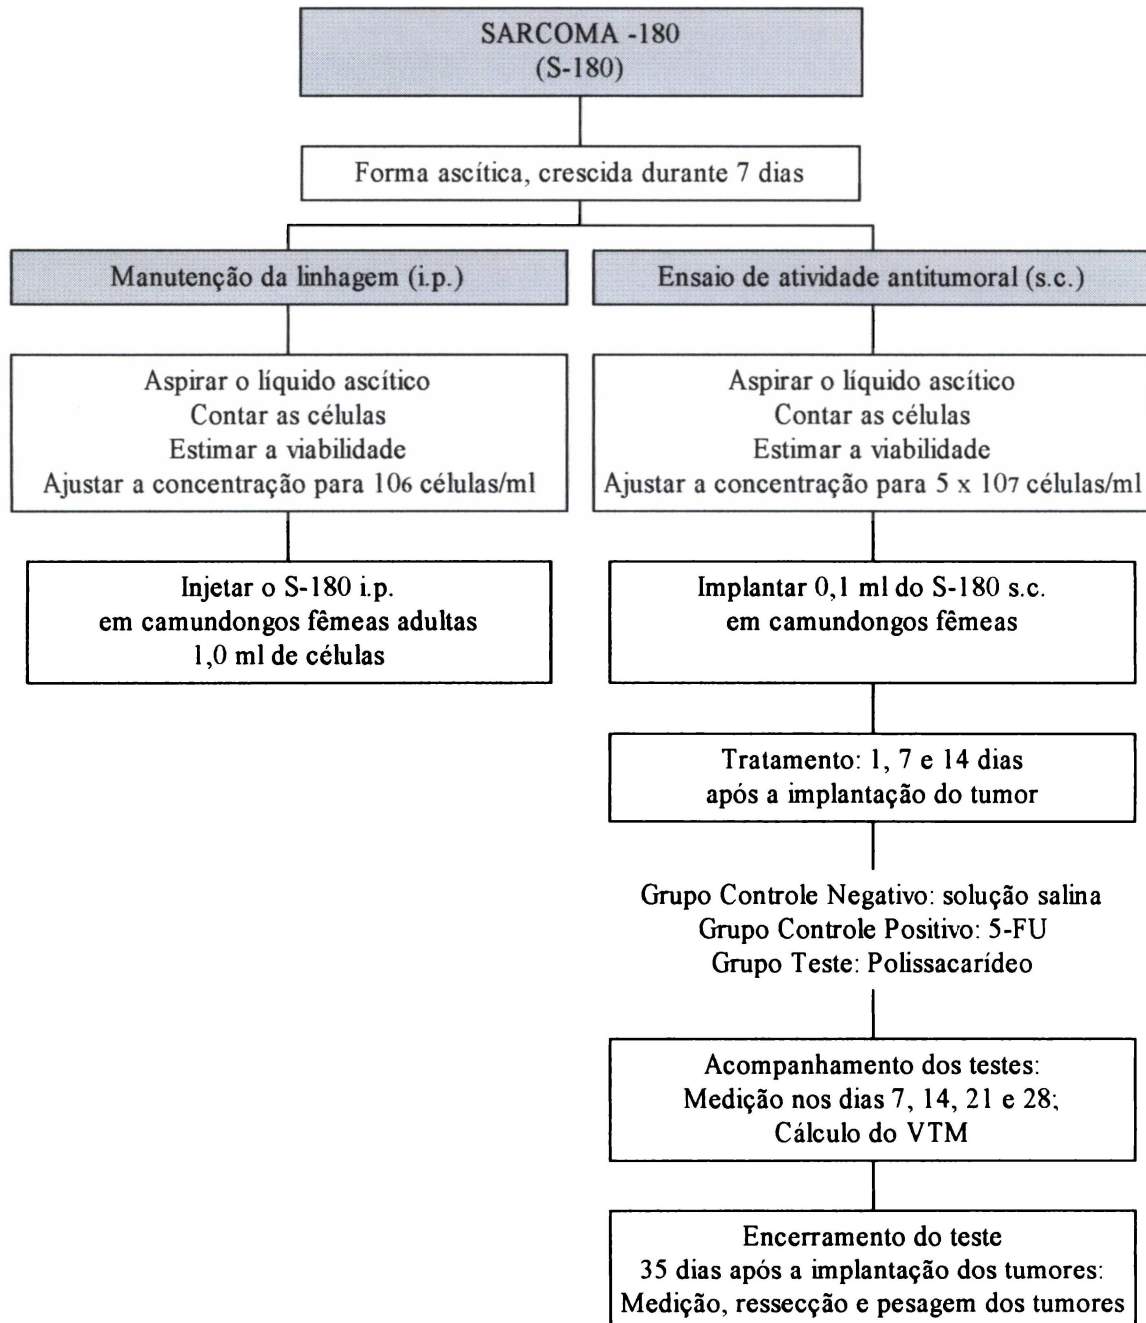 SARCOMA -180
(S-180)
Forma ascítica, crescida durante 7 dias
Manutenção da linhagem (i.p.)
Aspirar o líquido ascítico
Contar as células
Estimar a viabilidade
Ajustar a concentração para 106 células/ml
Injetar o S-180 i.p.
em camundongos fêmeas adultas
1,0 ml de células
Ensaio de atividade antitumoral (s.c.)
Aspirar o líquido ascítico
Contar as células
Estimar a viabilidade
Ajustar a concentração para 5 x 107 células/ml
Implantar 0,1 ml do S-180 s.c.
em camundongos fêmeas
Tratamento: 1, 7 e 14 dias
após a implantação do tumor
Grupo Controle Negativo: solução salina
Grupo Controle Positivo: 5-FU
Grupo Teste: Polissacarídeo
Acompanhamento dos testes:
Medição nos dias 7, 14, 21 e 28;
Cálculo do VTM
Encerramento do teste
35 dias após a implantação dos tumores:
Medição, ressecção e pesagem dos tumores